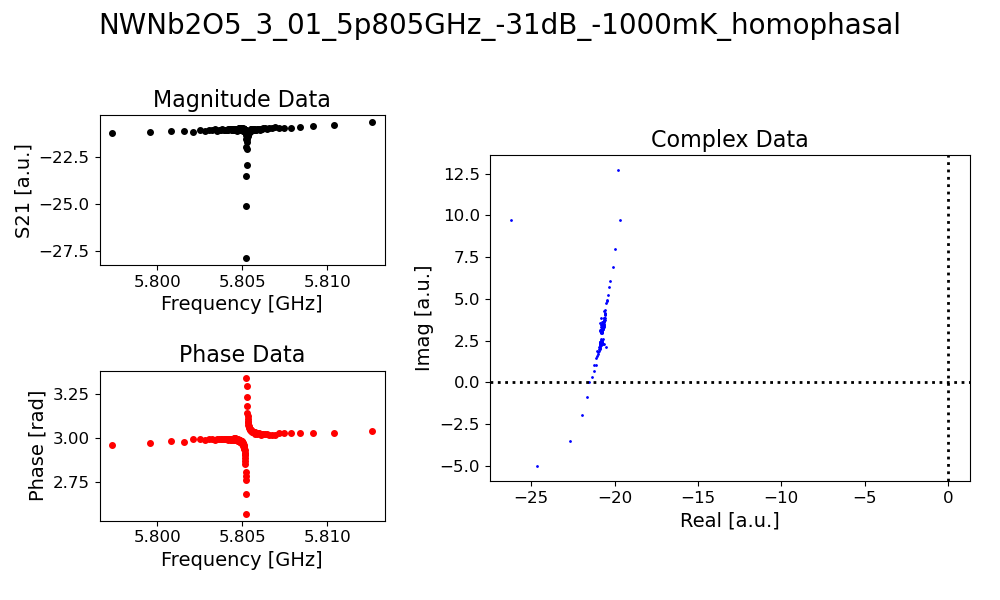 NWNb2O5_3_01_5p805GHz_-31dB_-1000mK_homophasal
Magnitude Data
S21 [a.u.]
−22.5
−25.0
−27.5
5.800 5.805 5.810
Frequency [GHz]
Phase Data
Phase [rad]
3.25
3.00
2.75
5.800 5.805 5.810
Frequency [GHz]
Complex Data
Imag [a.u.]
12.5
10.0
7.5
5.0
2.5
0.0
−2.5
−5.0
−25 −20 −15 −10 −5 0
Real [a.u.]